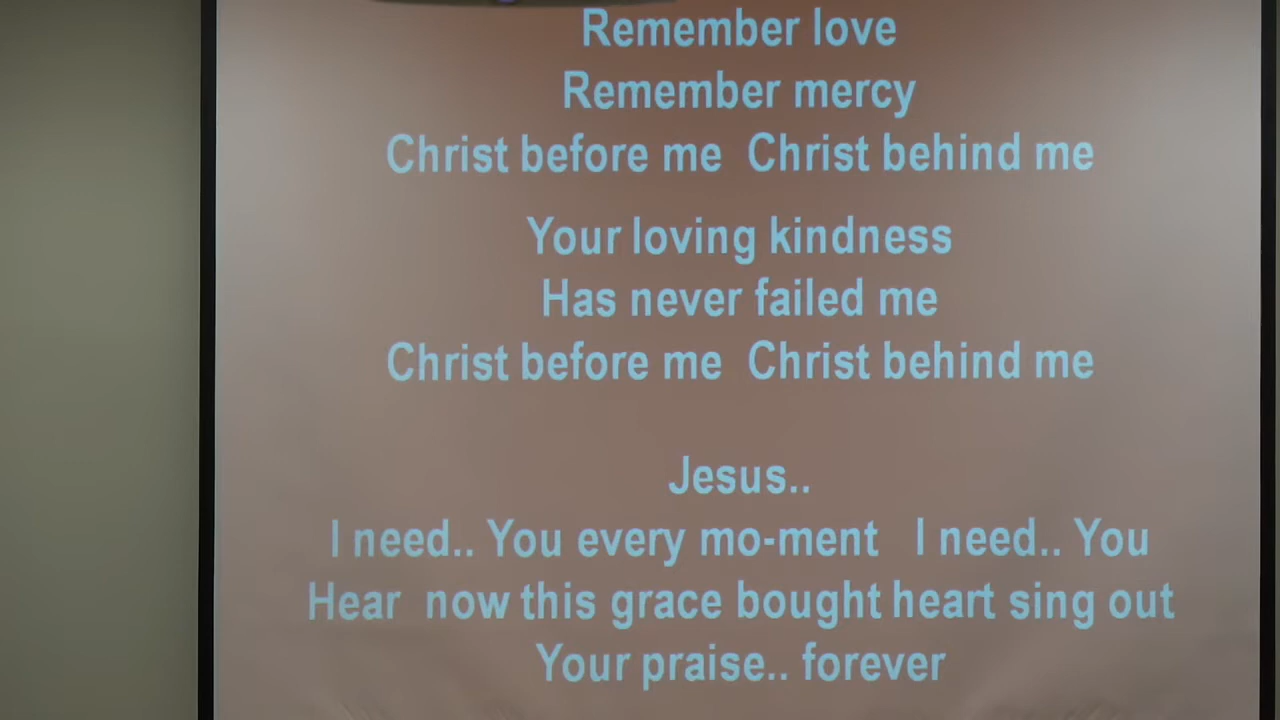 Remember love
Remember mercy
Christ before me  Christ behind me
Your loving kindness
Has never failed me
Christ before me  Christ behind me
Jesus..
I need.. You every mo-ment   I need.. You
Hear  now this grace bought heart sing out
Your praise.. forever